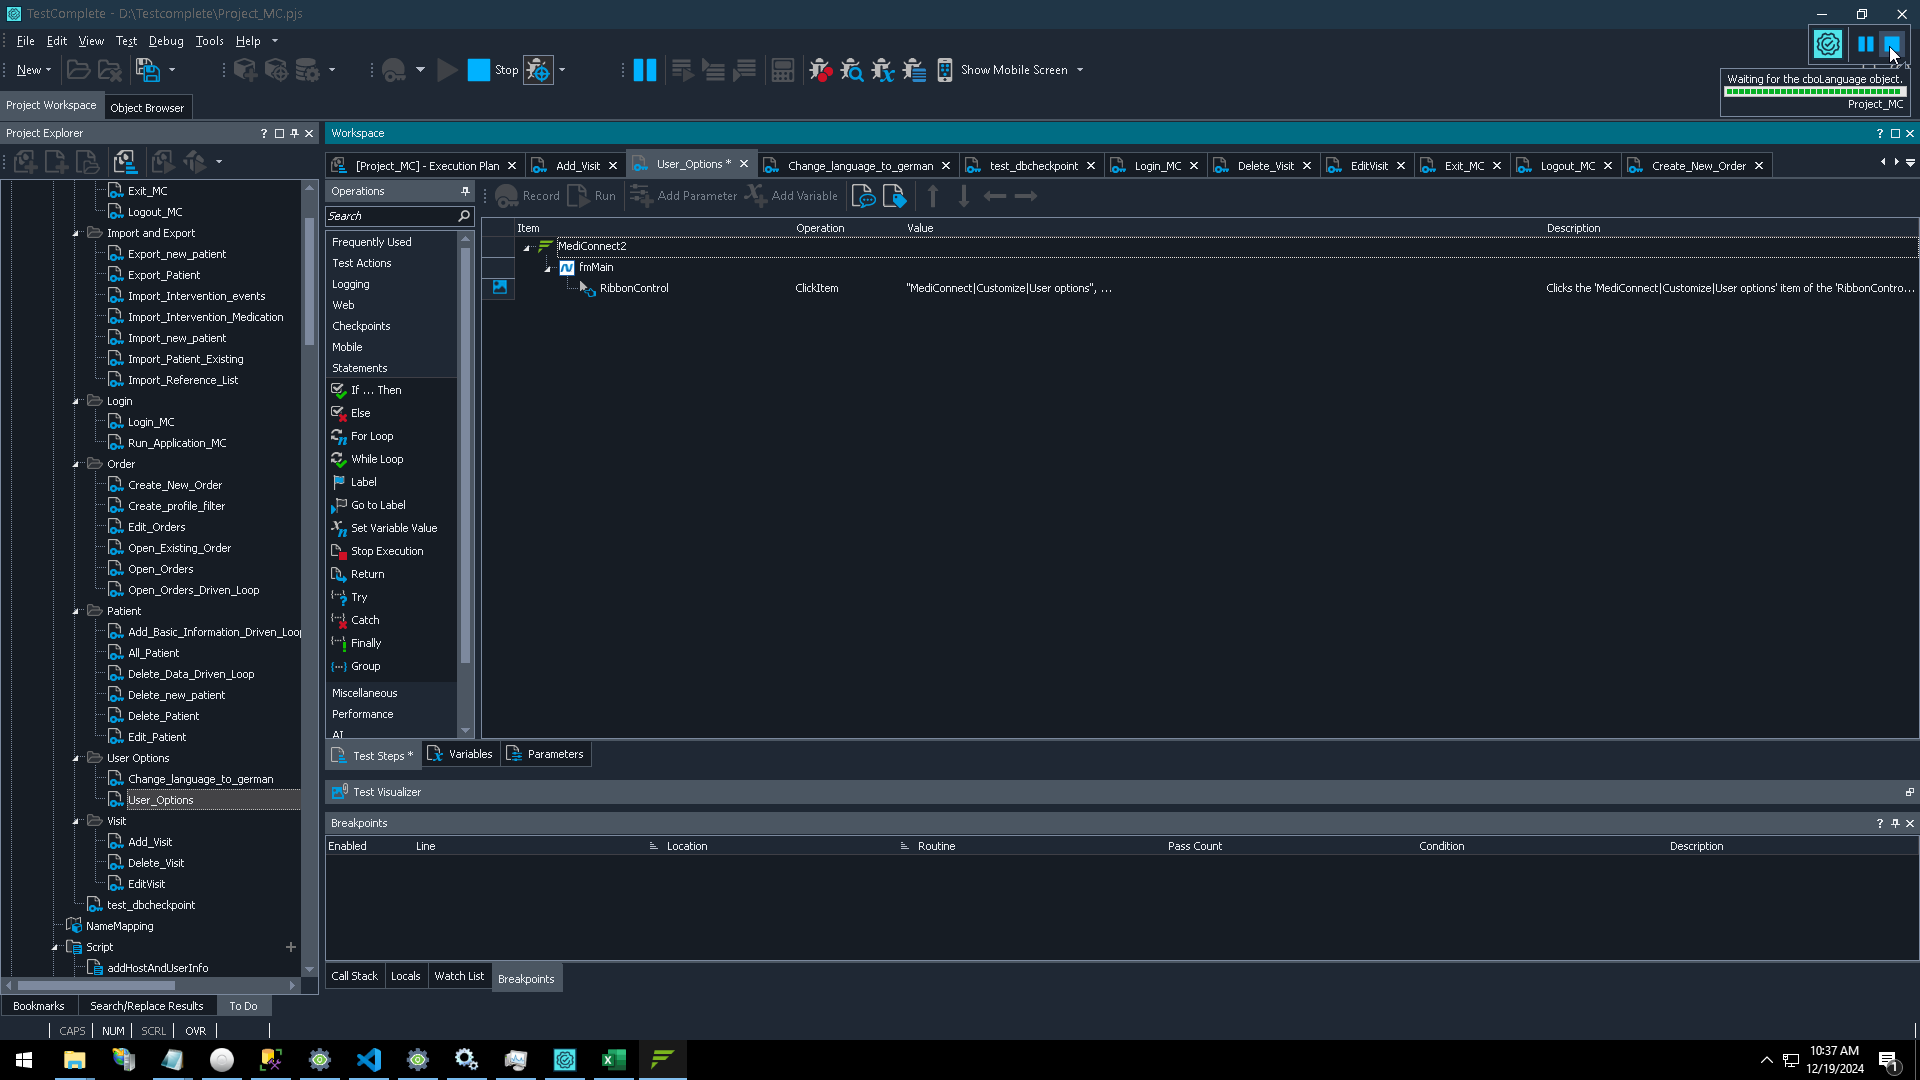 TestComplete - D:\Testcomplete\Project_MC.pjs
File Edit View Test Debug Tools Help
New Stop Show Mobile Screen
Waiting for the cboLanguage object.
Project_MC
Project Workspace Object Browser
Project Explorer
Exit_MC
Logout_MC
Import and Export
Export_new_patient
Export_Patient
Import_Intervention_events
Import_Intervention_Medication
Import_new_patient
Import_Patient_Existing
Import_Reference_List
Login
Login_MC
Run_Application_MC
Order
Create_New_Order
Create_profile_filter
Edit_Orders
Open_Existing_Order
Open_Orders
Open_Orders_Driven_Loop
Patient
Add_Basic_Information_Driven_Loop
All_Patient
Delete_Data_Driven_Loop
Delete_new_patient
Delete_Patient
Edit_Patient
User Options
Change_language_to_german
User_Options
Visit
Add_Visit
Delete_Visit
EditVisit
test_dbcheckpoint
NameMapping
Script
addHostAndUserInfo
Bookmarks Search/Replace Results To Do
Workspace
[Project_MC] - Execution Plan Add_Visit User_Options * Change_language_to_german test_dbcheckpoint Login_MC Delete_Visit EditVisit Exit_MC Logout_MC Create_New_Order
Operations
Search
Frequently Used
Test Actions
Logging
Web
Checkpoints
Mobile
Statements
If ... Then
Else
For Loop
While Loop
Label
Go to Label
Set Variable Value
Stop Execution
Return
Try
Catch
Finally
Group
Miscellaneous
Performance
AI
Record Run Add Parameter Add Variable
Item Operation Value Description
MediConnect2
fmMain
RibbonControl ClickItem "MediConnect|Customize|User options", ... Clicks the 'MediConnect|Customize|User options' item of the 'RibbonContro...
Test Steps * Variables Parameters
Test Visualizer
Breakpoints
Enabled Line Location Routine Pass Count Condition Description
Call Stack Locals Watch List Breakpoints
CAPS NUM SCRL OVR
10:37 AM
12/19/2024
1